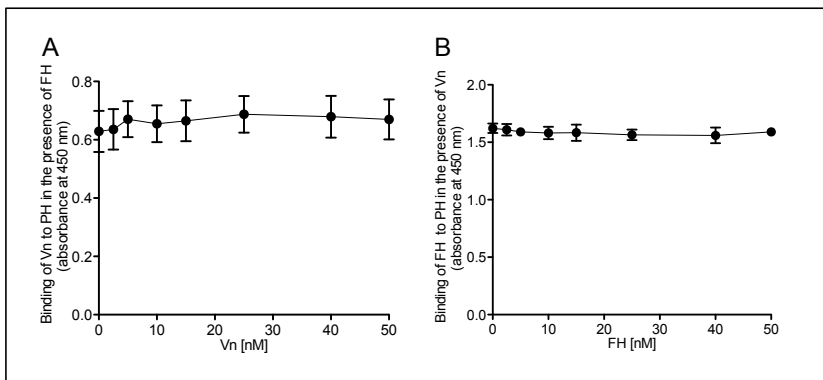 A
Binding of Vn to PH in the presence of FH
(absorbance at 450 nm)
0.8
0.6
0.4
0.2
0.0
0 10 20 30 40 50
Vn [nM]
B
Binding of FH to PH in the presence of Vn
(absorbance at 450 nm)
2.0
1.5
1.0
0.5
0.0
0 10 20 30 40 50
FH [nM]